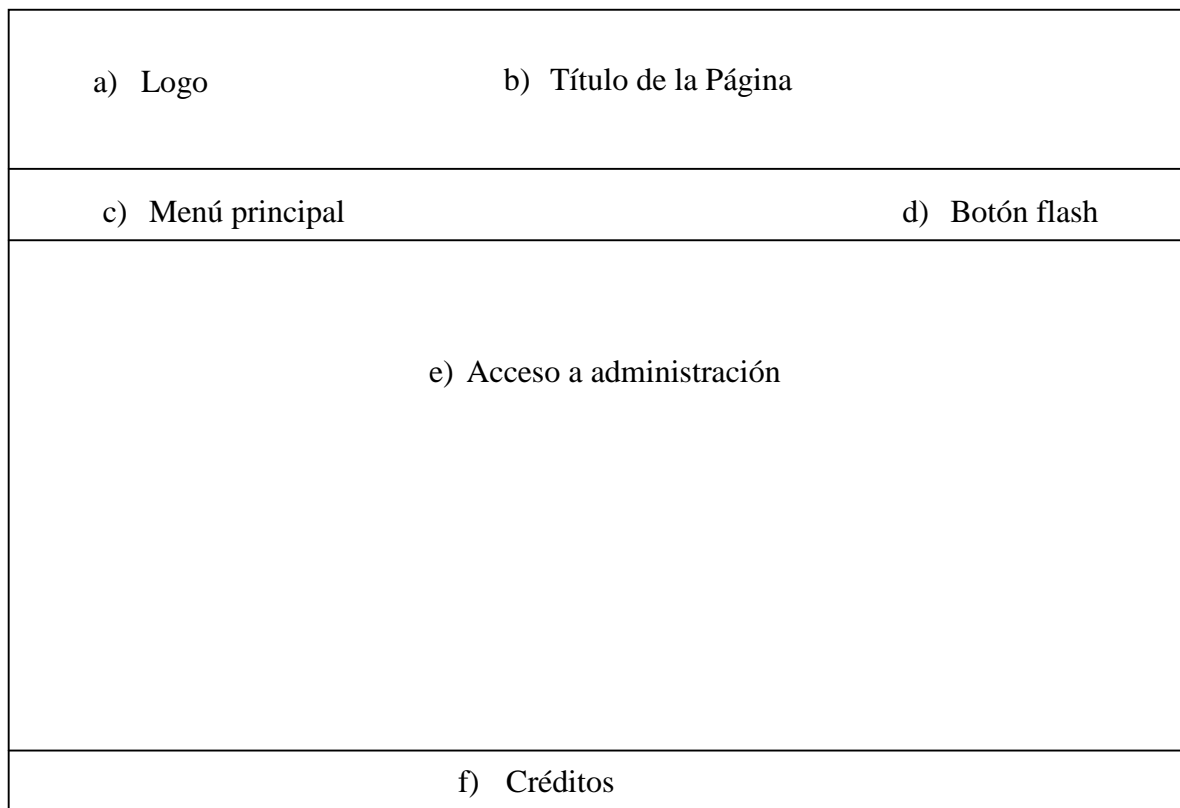 a) Logo
b) Título de la Página
c) Menú principal
d) Botón flash
e) Acceso a administración
f) Créditos